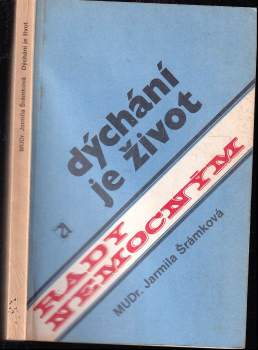 MUDr. Jarmila Šrámková Dýchání je život
dýchání
je život
RADY
NEMOCNÝM
MUDr. Jarmila Šrámková